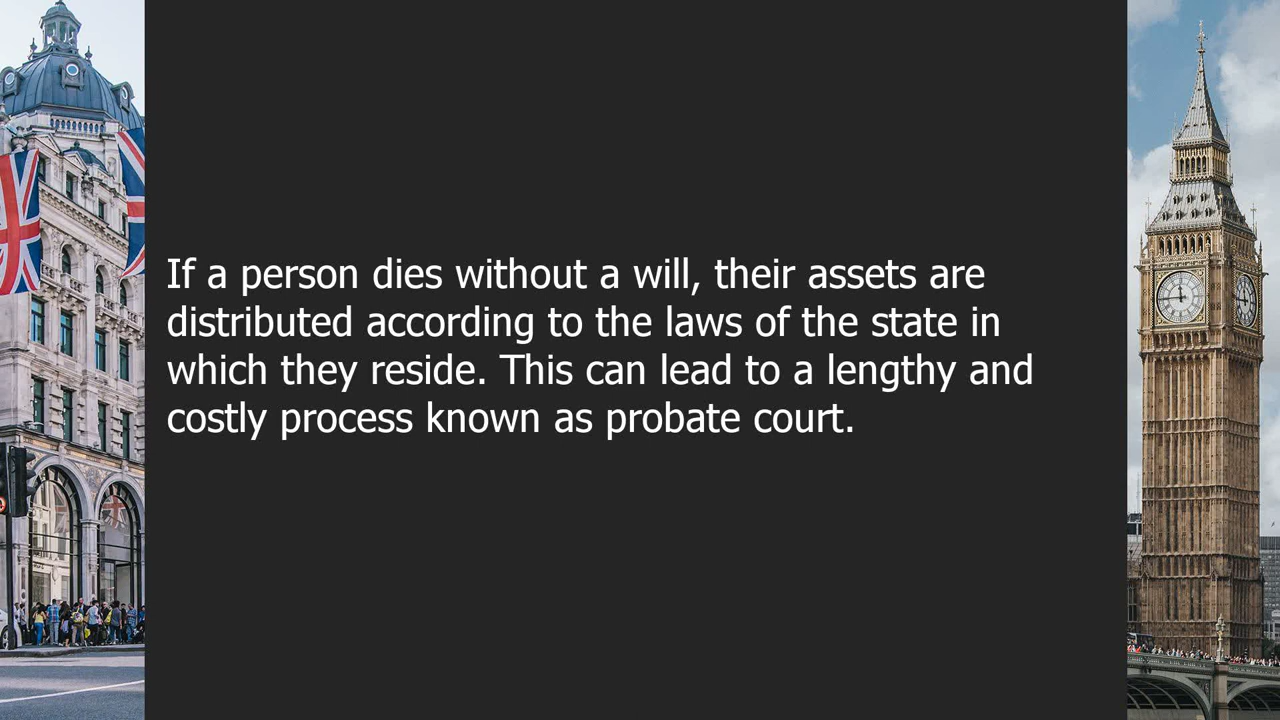 If a person dies without a will, their assets are
distributed according to the laws of the state in
which they reside. This can lead to a lengthy and
costly process known as probate court.